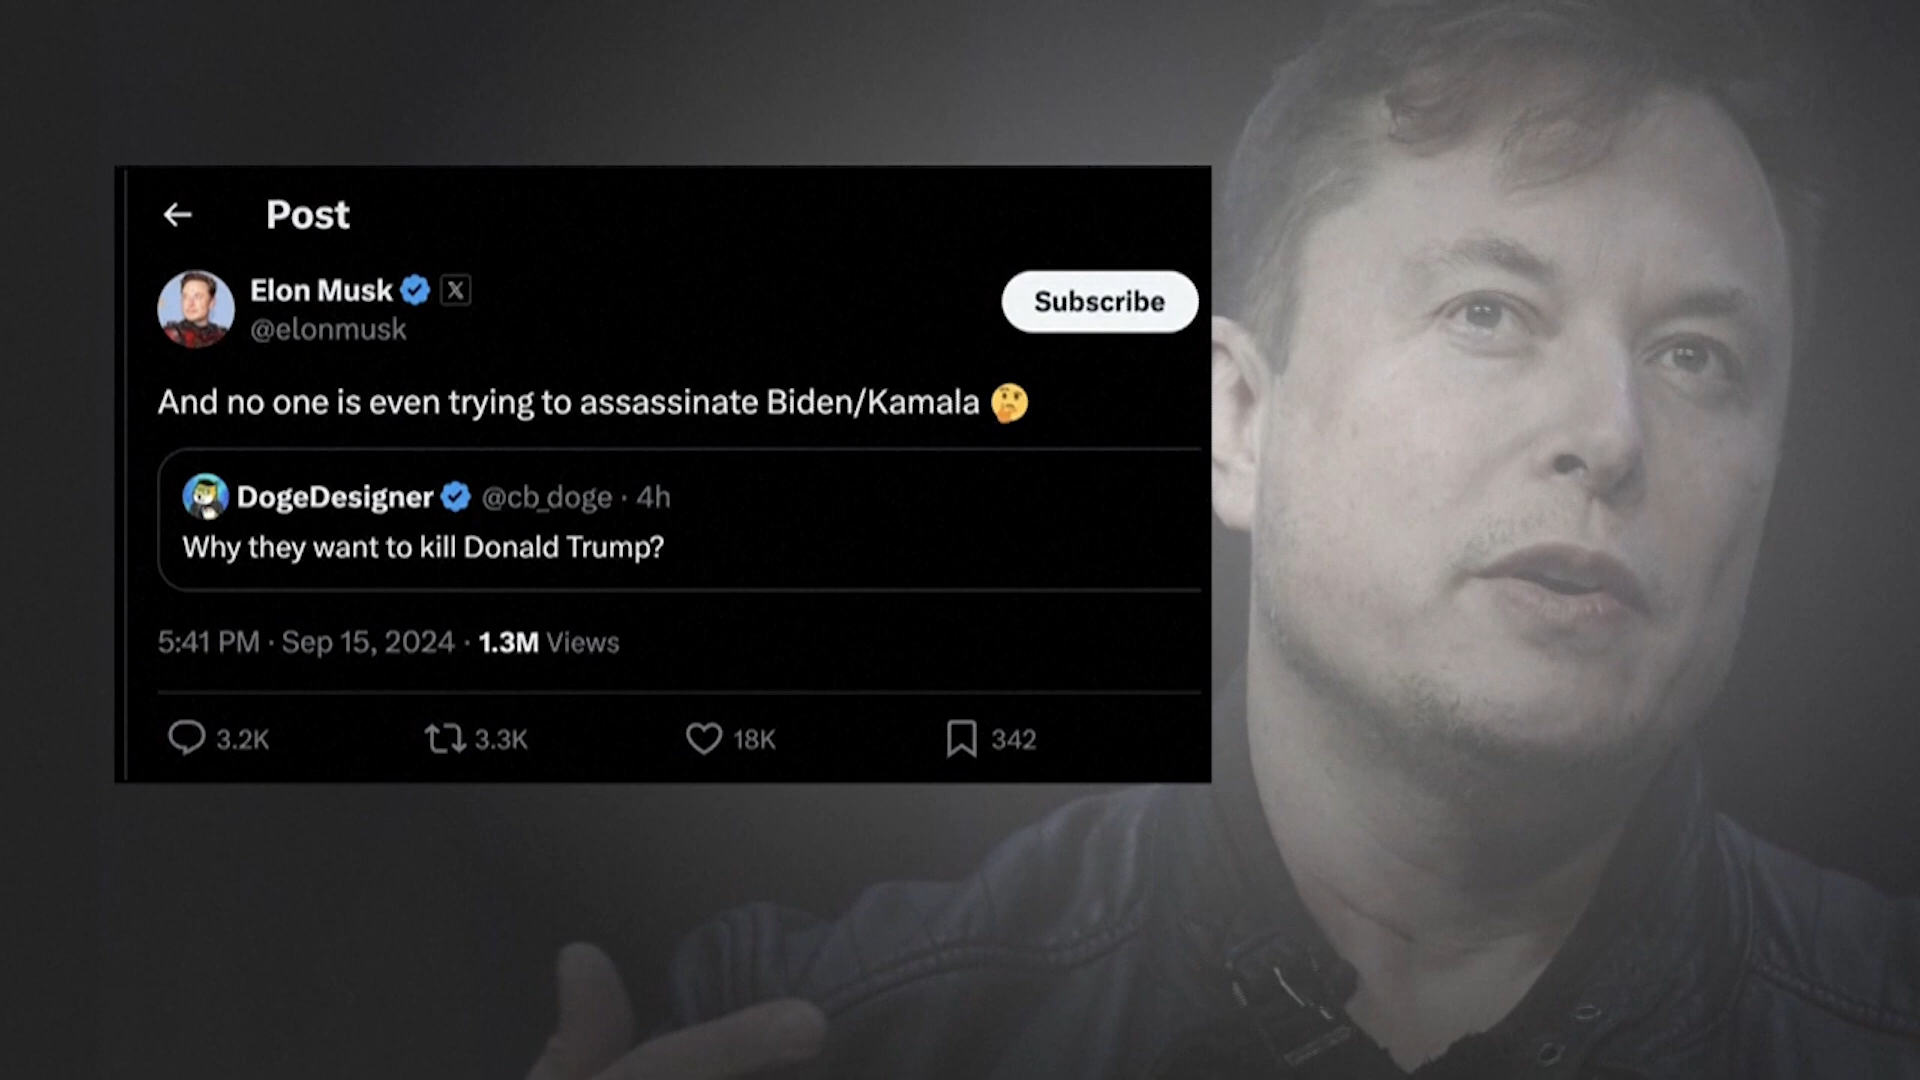 Post
Elon Musk
@elonmusk
Subscribe
And no one is even trying to assassinate Biden/Kamala 🤔
DogeDesigner @cb_doge · 4h
Why they want to kill Donald Trump?
5:41 PM · Sep 15, 2024 · 1.3M Views
3.2K 3.3K 18K 342